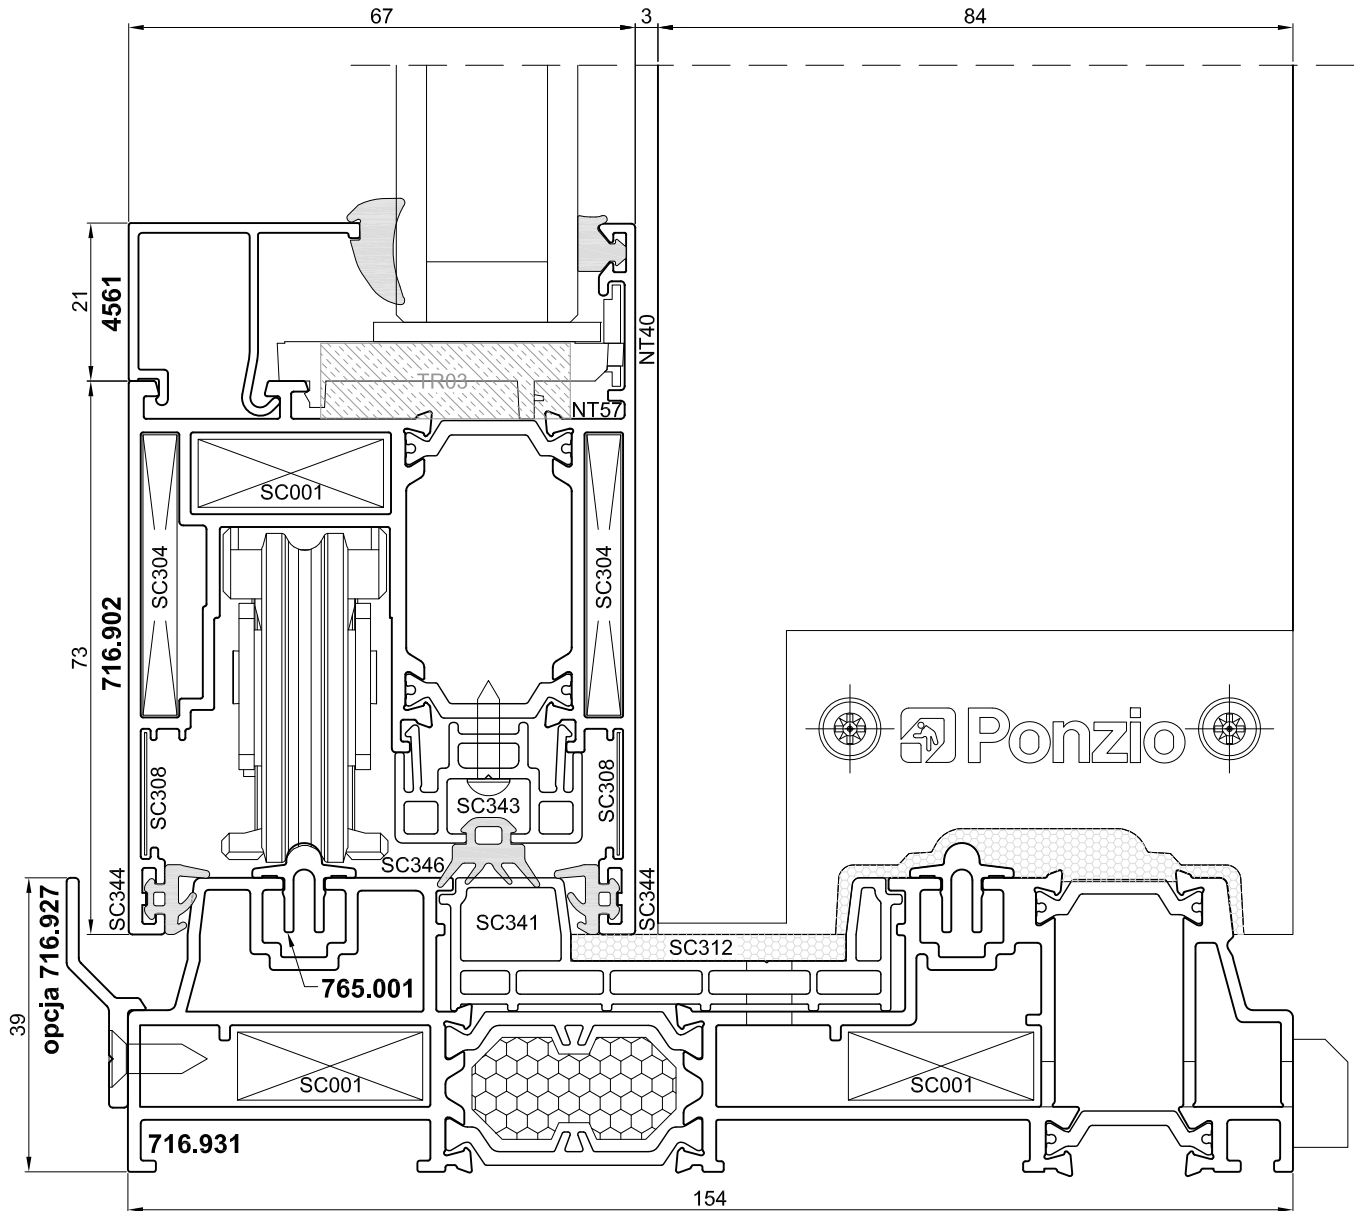 67
3
84
21
4561
NT40
TR03
NT57
SC001
SC304
SC304
73
716.902
Ponzio
SC308
SC308
SC343
SC346
SC344
SC344
SC341
SC312
765.001
39
opcja 716.927
SC001
SC001
716.931
154